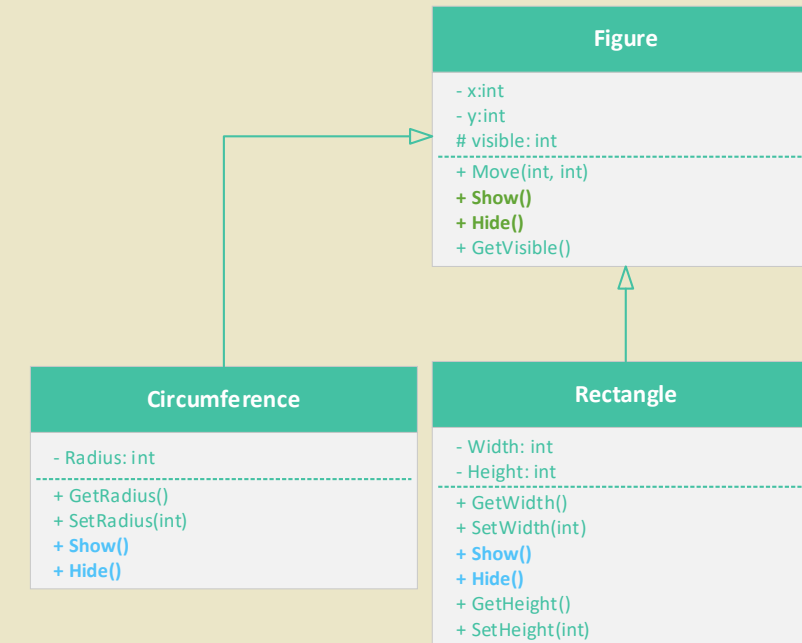 Figure
- x:int
- y:int
# visible: int
+ Move(int, int)
+ Show()
+ Hide()
+ GetVisible()
Circumference
- Radius: int
+ GetRadius()
+ SetRadius(int)
+ Show()
+ Hide()
Rectangle
- Width: int
- Height: int
+ GetWidth()
+ SetWidth(int)
+ Show()
+ Hide()
+ GetHeight()
+ SetHeight(int)